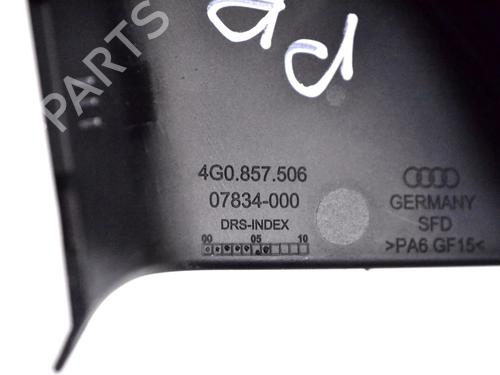 PARTS
4G0.857.506
07834-000
DRS-INDEX
00 05 10
GERMANY
SFD
>PA6 GF15<